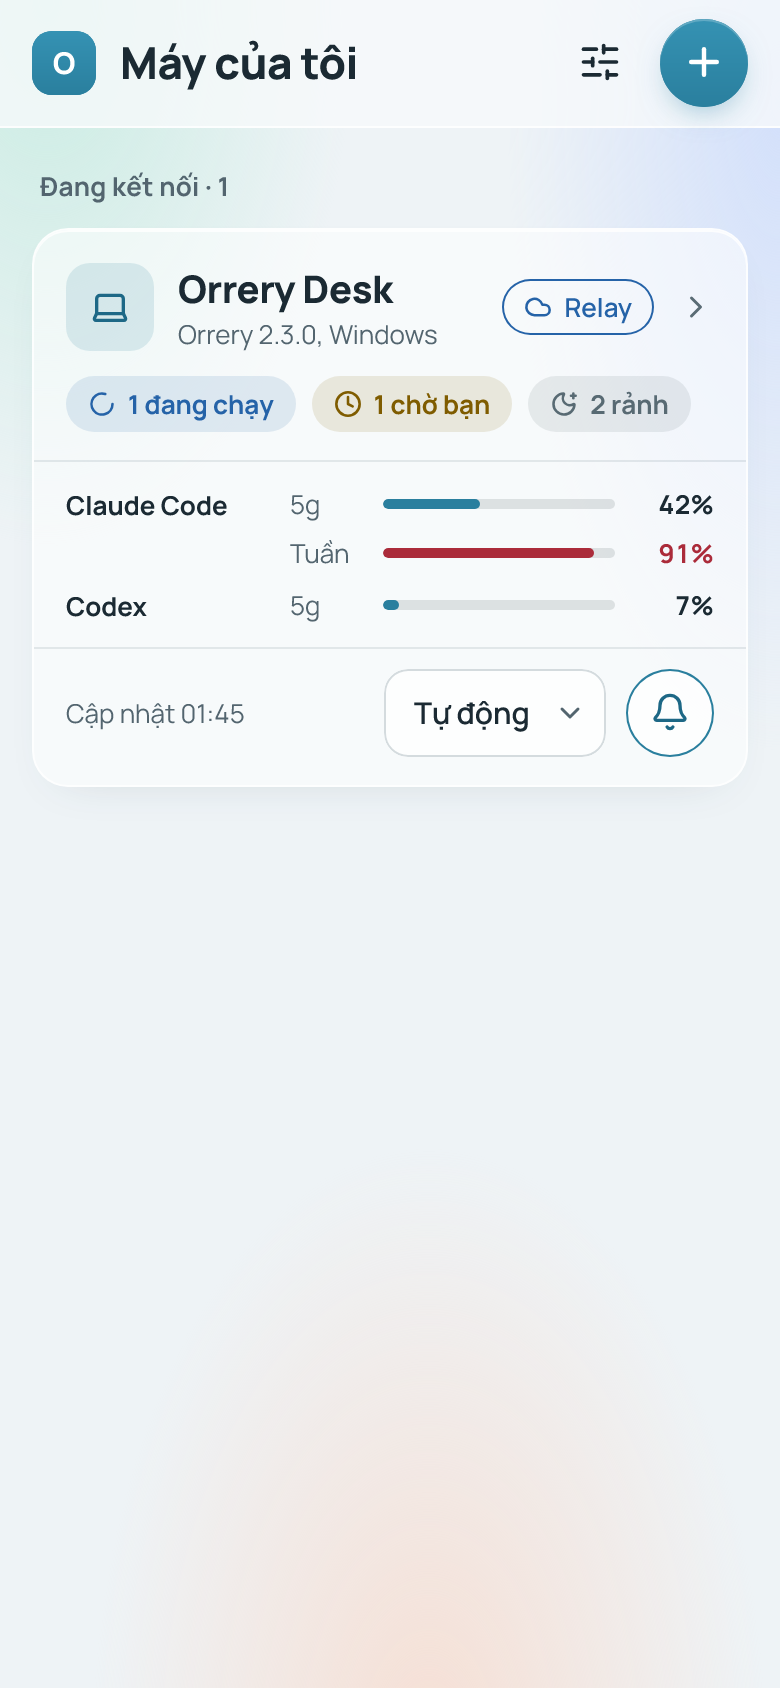 O Máy của tôi
Đang kết nối · 1
Orrery Desk
Orrery 2.3.0, Windows
Relay
1 đang chạy 1 chờ bạn 2 rảnh
Claude Code 5g 42%
Tuần 91%
Codex 5g 7%
Cập nhật 01:45 Tự động